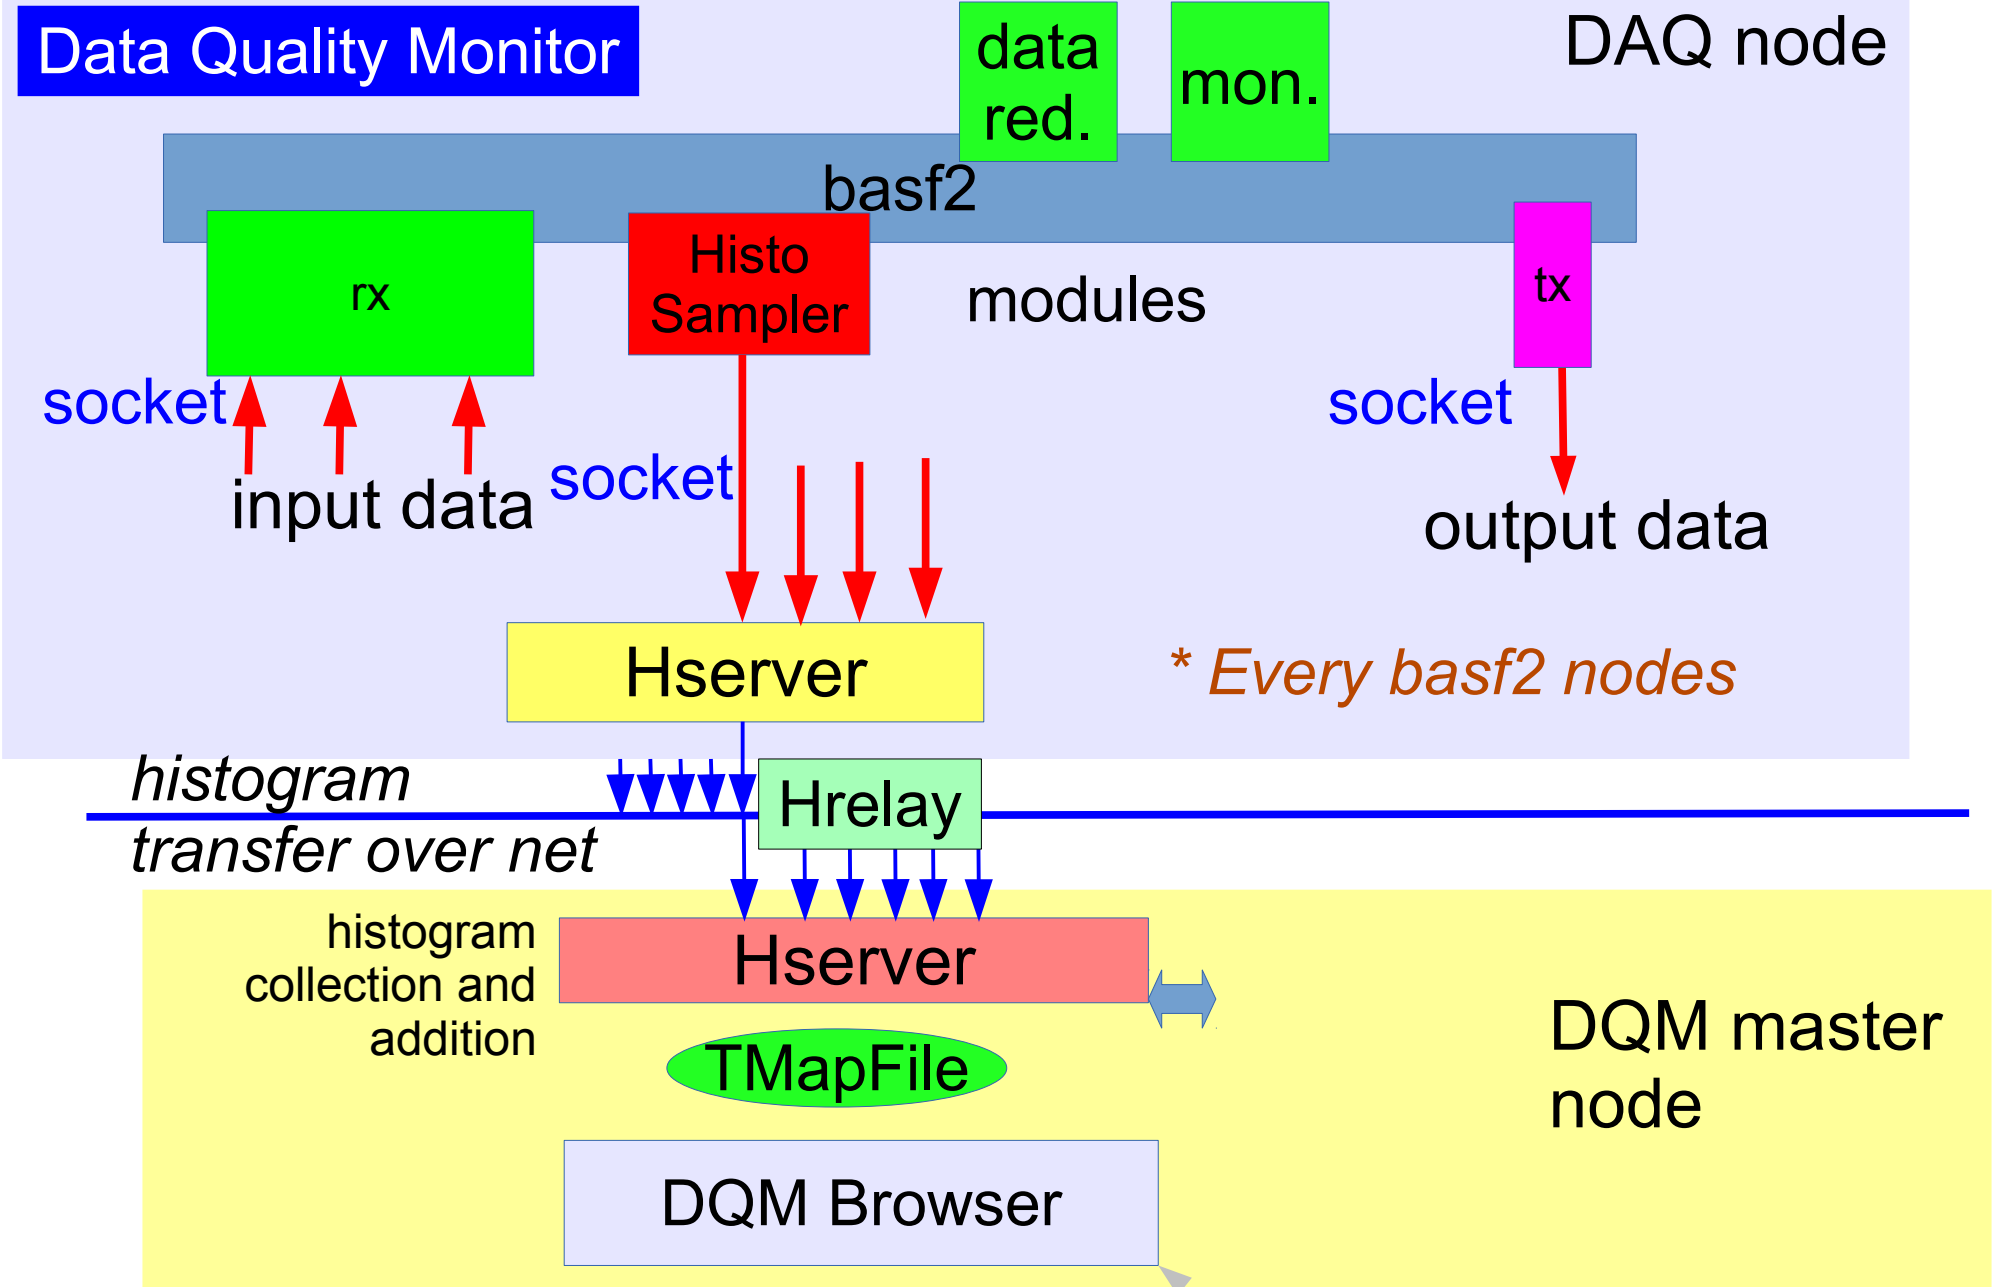 Data Quality Monitor
data
red.
mon.
DAQ node
basf2
rx
Histo
Sampler
modules
tx
socket
socket
input data
socket
output data
Hserver
* Every basf2 nodes
histogram
Hrelay
transfer over net
histogram
collection and
addition
Hserver
TMapFile
DQM master
node
DQM Browser